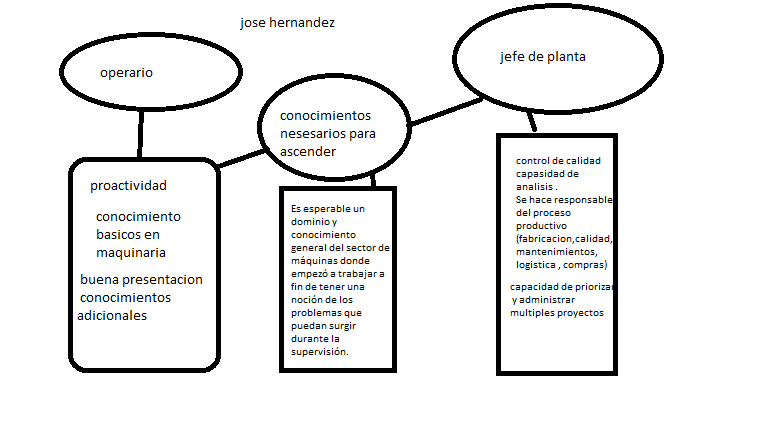 jose hernandez
operario
proactividad
conocimiento
basicos en
maquinaria
buena presentacion
conocimientos
adicionales
conocimientos
nesesarios para
ascender
Es esperable un
dominio y
conocimiento
general del sector de
máquinas donde
empezó a trabajar a
fin de tener una
noción de los
problemas que
puedan surgir
durante la
supervisión.
jefe de planta
control de calidad
capasidad de
analisis .
Se hace responsable
del proceso
productivo
(fabricacion,calidad,
mantenimientos,
logistica , compras)
capacidad de priorizar
y administrar
multiples proyectos